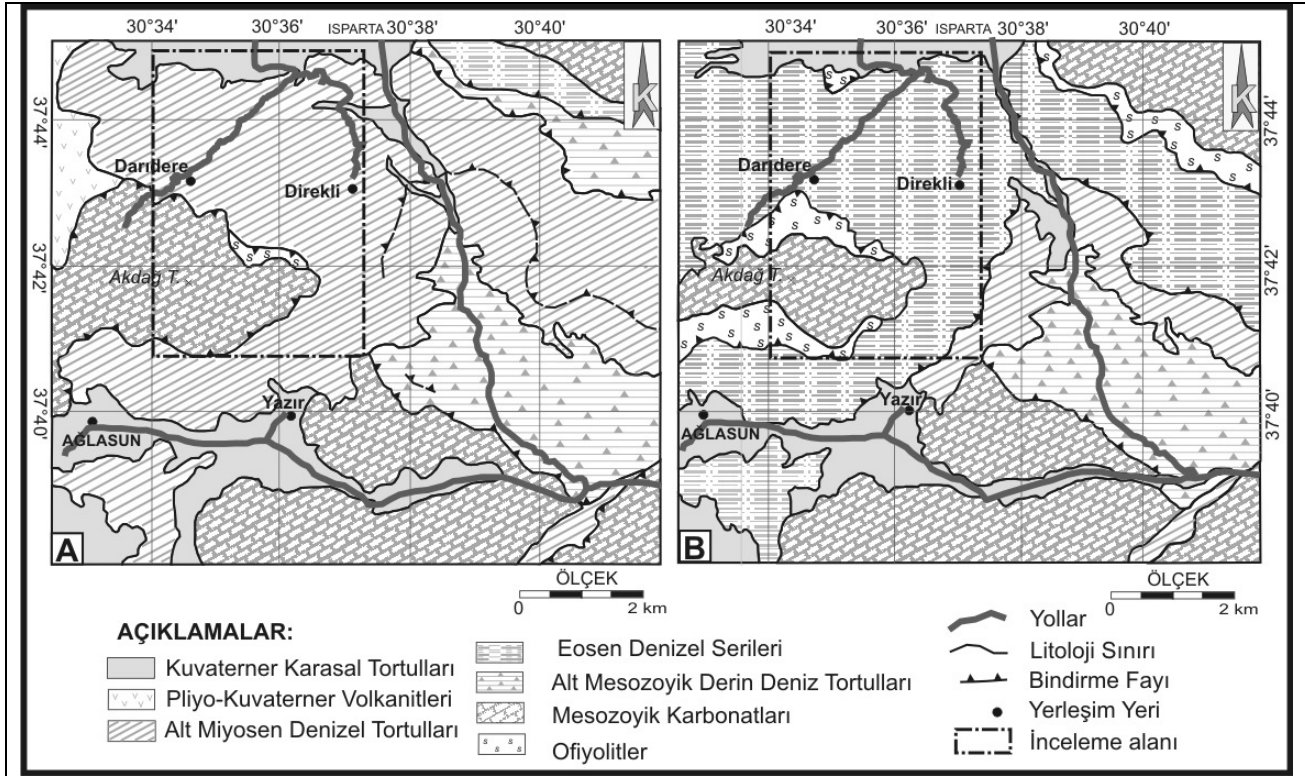 30°34' 30°36' ISPARTA 30°38' 30°40'
30°34' 30°36' ISPARTA 30°38' 30°40'
K
K
37°44'
37°44'
Darıdere
Direkli
Darıdere
Direkli
37°42'
Akdağ T.
Akdağ T.
37°42'
37°40'
Yazır
AĞLASUN
Yazır
AĞLASUN
37°40'
A
B
ÖLÇEK
0 2 km
ÖLÇEK
0 2 km
AÇIKLAMALAR:
Kuvaterner Karasal Tortulları
Pliyo-Kuvaterner Volkanitleri
Alt Miyosen Denizel Tortulları
Eosen Denizel Serileri
Alt Mesozoyik Derin Deniz Tortulları
Mesozoyik Karbonatları
Ofiyolitler
Yollar
Litoloji Sınırı
Bindirme Fayı
Yerleşim Yeri
İnceleme alanı